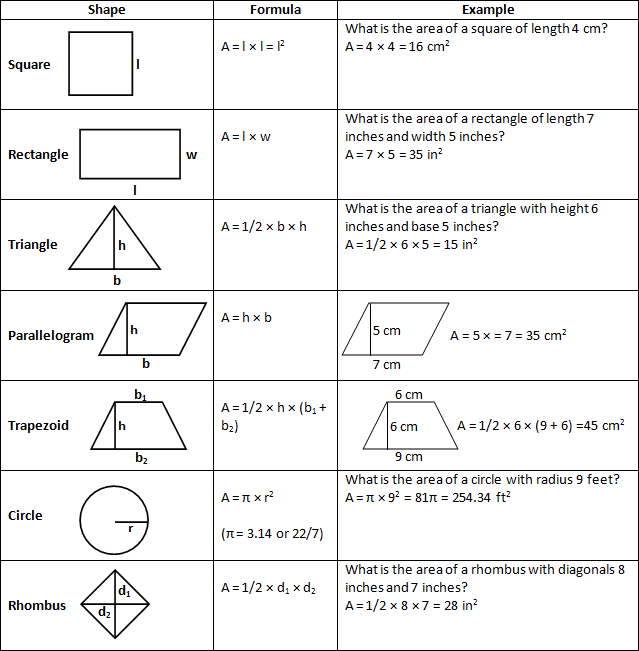 Shape Formula Example
Square l
A = l × l = l²
What is the area of a square of length 4 cm?
A = 4 × 4 = 16 cm²
Rectangle w
l
A = l × w
What is the area of a rectangle of length 7
inches and width 5 inches?
A = 7 × 5 = 35 in²
Triangle h
b
A = 1/2 × b × h
What is the area of a triangle with height 6
inches and base 5 inches?
A = 1/2 × 6 × 5 = 15 in²
Parallelogram h
b
A = h × b
5 cm
7 cm
A = 5 × = 7 = 35 cm²
b₁
Trapezoid h
b₂
A = 1/2 × h × (b₁ +
b₂)
6 cm
6 cm
9 cm
A = 1/2 × 6 × (9 + 6) =45 cm²
Circle r
A = π × r²
(π = 3.14 or 22/7)
What is the area of a circle with radius 9 feet?
A = π × 9² = 81π = 254.34 ft²
Rhombus d₁
d₂
A = 1/2 × d₁ × d₂
What is the area of a rhombus with diagonals 8
inches and 7 inches?
A = 1/2 × 8 × 7 = 28 in²